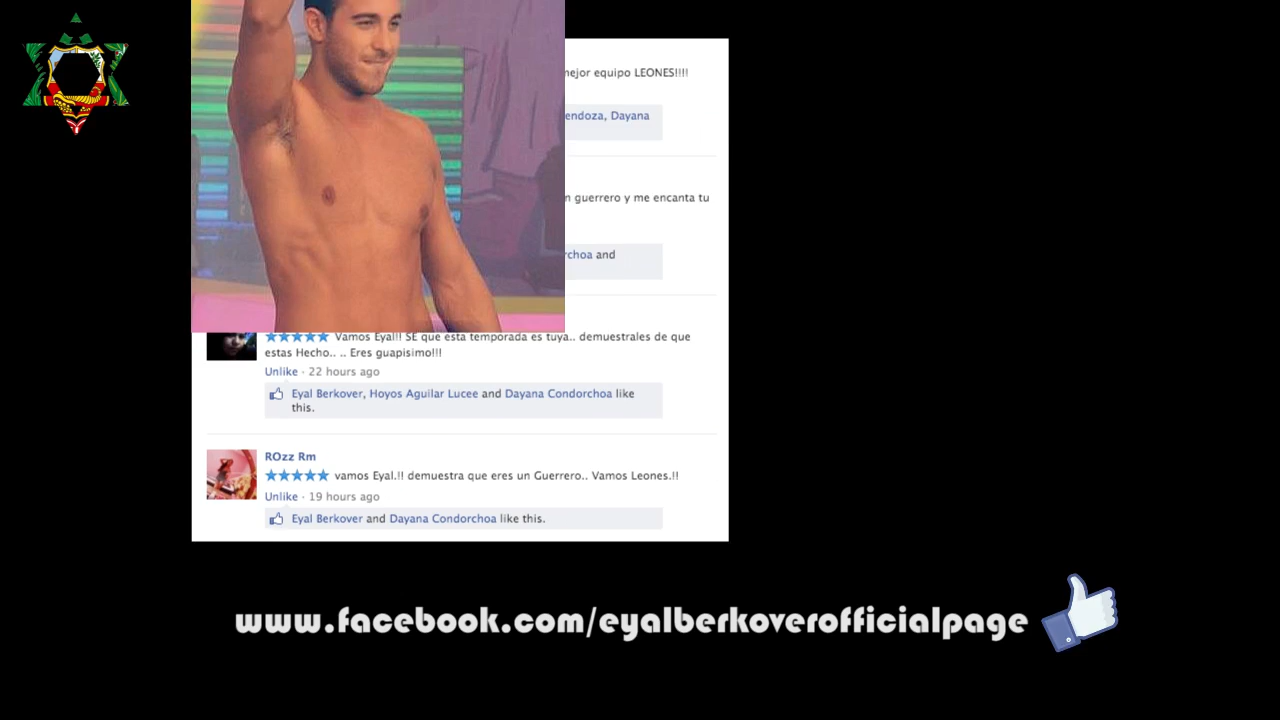 mejor equipo LEONES!!!!
endoza, Dayana
n guerrero y me encanta tu
rchoa and
★★★★★ Vamos Eyal!! SE que esta temporada es tuya.. demuestrales de que
estas Hecho.. .. Eres guapisimo!!!
Unlike · 22 hours ago
Eyal Berkover, Hoyos Aguilar Lucee and Dayana Condorchoa like
this.
ROzz Rm
★★★★★ vamos Eyal.!! demuestra que eres un Guerrero.. Vamos Leones.!!
Unlike · 19 hours ago
Eyal Berkover and Dayana Condorchoa like this.
www.facebook.com/eyalberkoverofficialpage